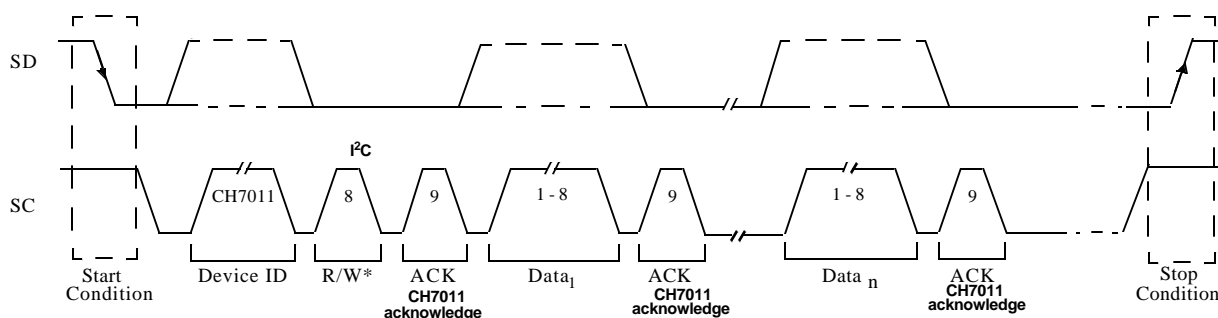 SD
I²C
SC
CH7011
8
9
1 - 8
9
1 - 8
9
Start
Condition
Device ID
R/W*
ACK
CH7011
acknowledge
Data1
ACK
CH7011
acknowledge
Data n
ACK
CH7011
acknowledge
Stop
Condition